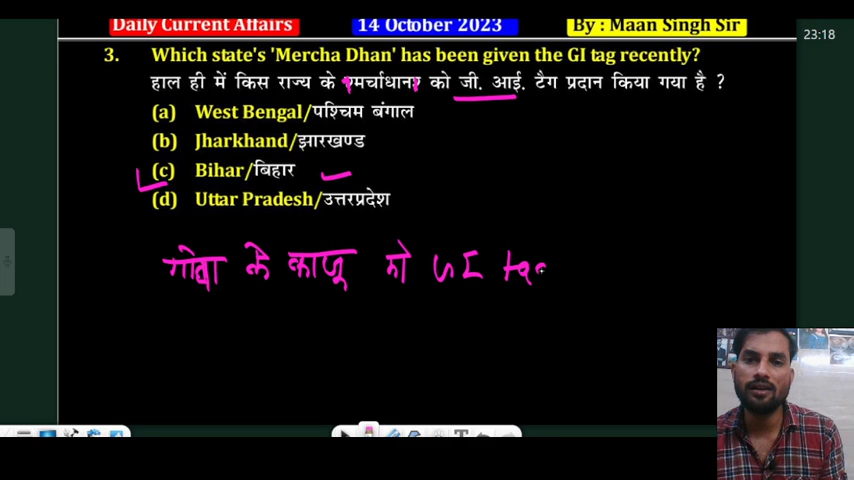 Daily Current Affairs 14 October 2023 By : Maan Singh Sir
23:18
3. Which state's 'Mercha Dhan' has been given the GI tag recently?
हाल ही में किस राज्य के मर्चाधान को जी. आई. टैग प्रदान किया गया है ?
(a) West Bengal/पश्चिम बंगाल
(b) Jharkhand/झारखण्ड
(c) Bihar/बिहार
(d) Uttar Pradesh/उत्तरप्रदेश
गोवा के काजू को GI tag